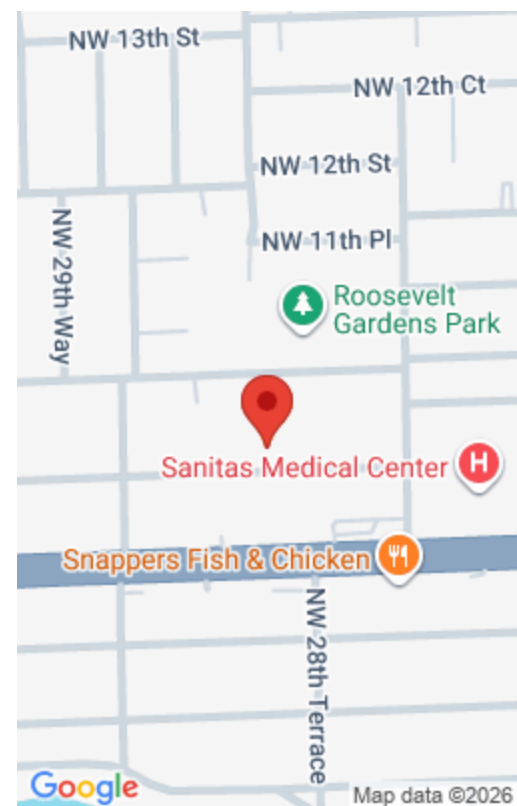 NW 13th St
NW 12th Ct
NW 12th St
NW 29th Way
NW 11th Pl
Roosevelt
Gardens Park
Sanitas Medical Center
H
Snappers Fish & Chicken
NW 28th Terrace
Google
Map data ©2026